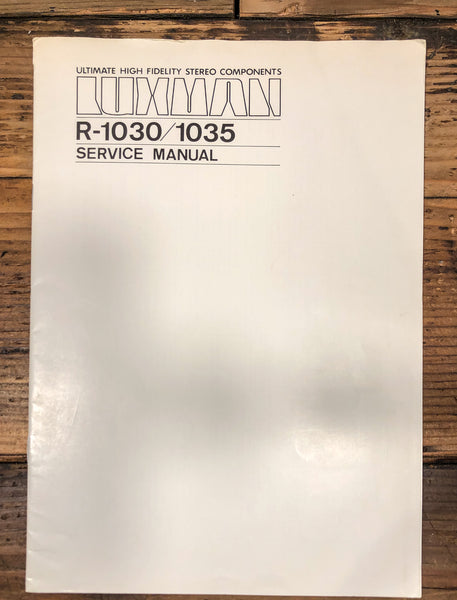 ULTIMATE HIGH FIDELITY STEREO COMPONENTS
LUXMAN
R-1030/1035
SERVICE MANUAL